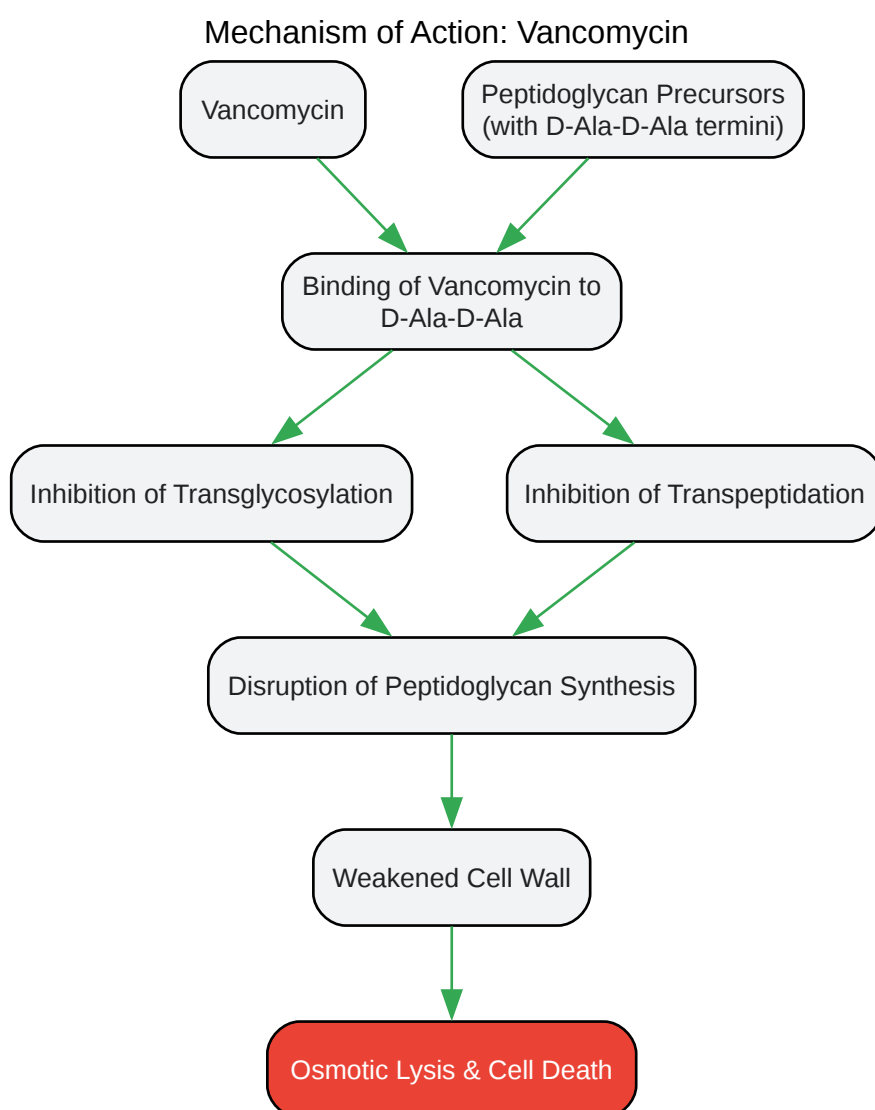 Mechanism of Action: Vancomycin
Vancomycin
Peptidoglycan Precursors
(with D-Ala-D-Ala termini)
Binding of Vancomycin to
D-Ala-D-Ala
Inhibition of Transglycosylation
Inhibition of Transpeptidation
Disruption of Peptidoglycan Synthesis
Weakened Cell Wall
Osmotic Lysis & Cell Death